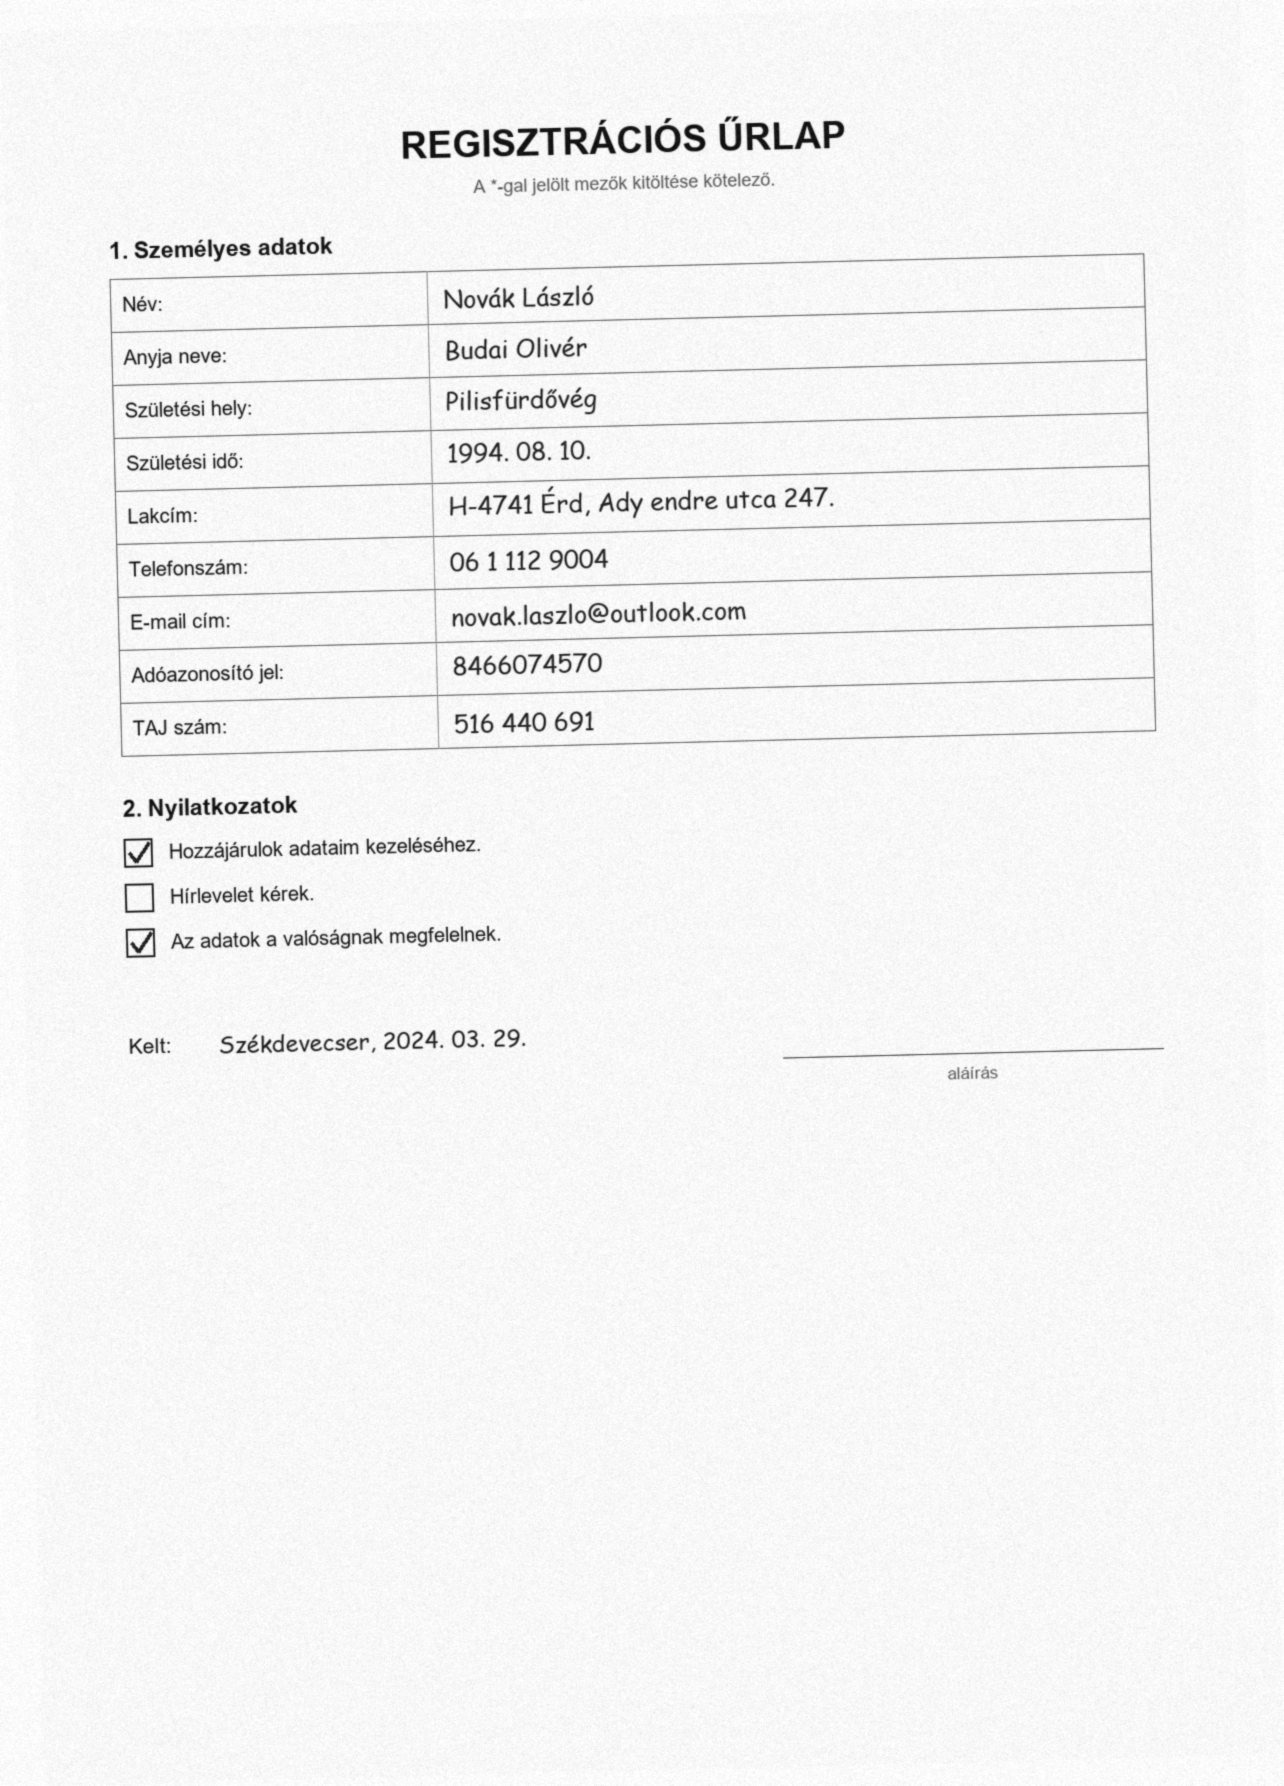 REGISZTRÁCIÓS ŰRLAP
A *-gal jelölt mezők kitöltése kötelező.
1. Személyes adatok
Név: Novák László
Anyja neve: Budai Olivér
Születési hely: Pilisfürdővég
Születési idő: 1994. 08. 10.
Lakcím: H-4741 Érd, Ady endre utca 247.
Telefonszám: 06 1 112 9004
E-mail cím: novak.laszlo@outlook.com
Adóazonosító jel: 8466074570
TAJ szám: 516 440 691
2. Nyilatkozatok
Hozzájárulok adataim kezeléséhez.
Hírlevelet kérek.
Az adatok a valóságnak megfelelnek.
Kelt: Székdevecser, 2024. 03. 29.
aláírás